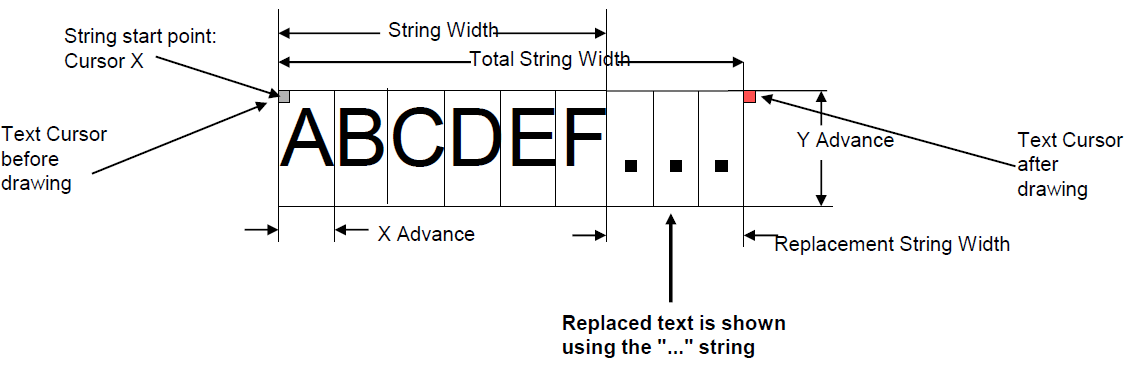 String Width
String start point:
Cursor X
Total String Width
ABCDEF...
Text Cursor
before
drawing
Y Advance
Text Cursor
after
drawing
X Advance
Replacement String Width
Replaced text is shown
using the "..." string